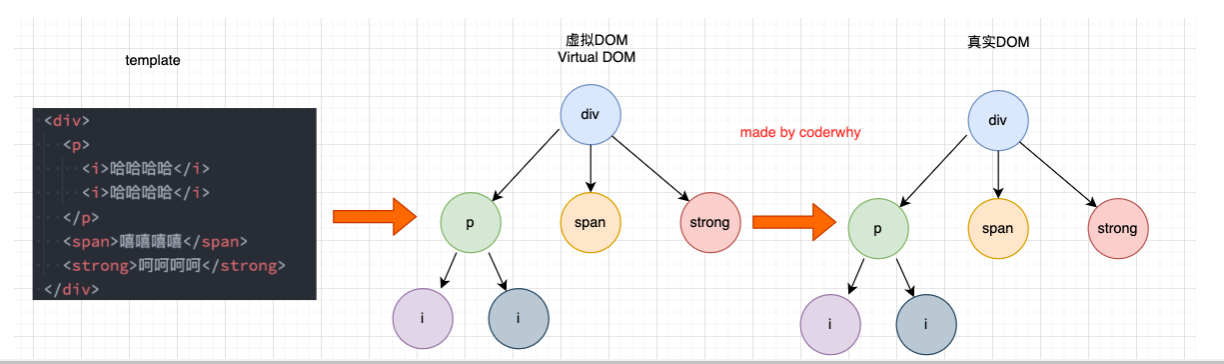 template
<div>
<p>
<i>哈哈哈哈</i>
<i>哈哈哈哈</i>
</p>
<span>嘻嘻嘻嘻</span>
<strong>呵呵呵呵</strong>
</div>
虚拟DOM
Virtual DOM
div
p
span
strong
i
i
made by coderwhy
真实DOM
div
p
span
strong
i
i